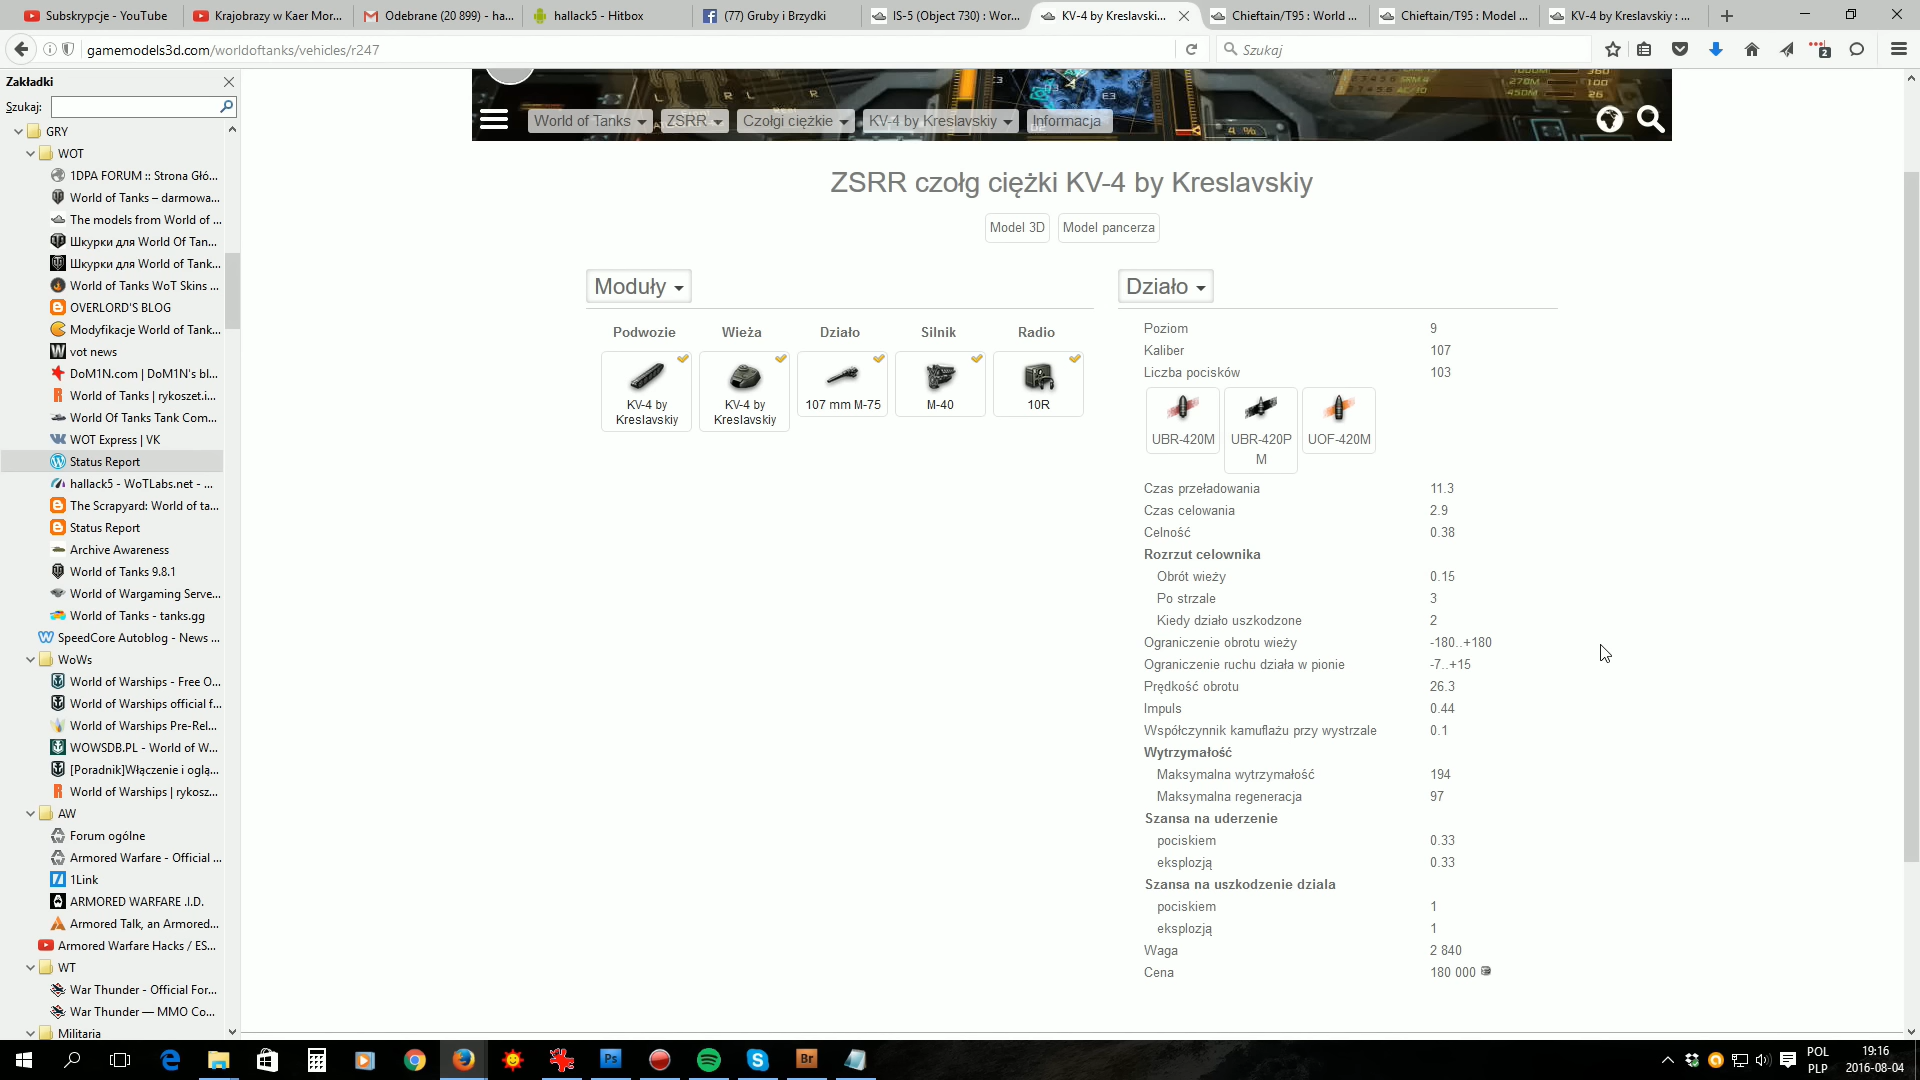 Subskrypcje - YouTube
Krajobrazy w Kaer Mor...
Odebrane (20 899) - ha...
hallack5 - Hitbox
(77) Gruby i Brzydki
IS-5 (Object 730) : Wor...
KV-4 by Kreslavski...
Chieftain/T95 : World ...
Chieftain/T95 : Model ...
KV-4 by Kreslavskiy : ...
gamemodels3d.com/worldoftanks/vehicles/r247
Szukaj
2
Zakładki
Szukaj:
GRY
WOT
1DPA FORUM :: Strona Głó...
World of Tanks – darmowa...
The models from World of ...
Шкурки для World Of Tan...
Шкурки для World of Tank...
World of Tanks WoT Skins ...
OVERLORD'S BLOG
Modyfikacje World of Tank...
vot news
DoM1N.com | DoM1N's bl...
World of Tanks | rykoszet.i...
World Of Tanks Tank Com...
WOT Express | VK
Status Report
hallack5 - WoTLabs.net - ...
The Scrapyard: World of ta...
Status Report
Archive Awareness
World of Tanks 9.8.1
World of Wargaming Serve...
World of Tanks - tanks.gg
SpeedCore Autoblog - News ...
WoWs
World of Warships - Free O...
World of Warships official f...
World of Warships Pre-Rel...
WOWSDB.PL - World of W...
[Poradnik]Włączenie i oglą...
World of Warships | rykosz...
AW
Forum ogólne
Armored Warfare - Official ...
1Link
ARMORED WARFARE .I.D.
Armored Talk, an Armored...
Armored Warfare Hacks / ES...
WT
War Thunder - Official For...
War Thunder — MMO Co...
Militaria
World of Tanks
ZSRR
Czołgi ciężkie
KV-4 by Kreslavskiy
Informacja
ZSRR czołg ciężki KV-4 by Kreslavskiy
Model 3D
Model pancerza
Moduły
Podwozie Wieża Działo Silnik Radio
KV-4 by Kreslavskiy
KV-4 by Kreslavskiy
107 mm M-75
M-40
10R
Działo
Poziom 9
Kaliber 107
Liczba pocisków 103
UBR-420M
UBR-420PM
UOF-420M
Czas przeładowania 11.3
Czas celowania 2.9
Celność 0.38
Rozrzut celownika
Obrót wieży 0.15
Po strzale 3
Kiedy działo uszkodzone 2
Ograniczenie obrotu wieży -180..+180
Ograniczenie ruchu działa w pionie -7..+15
Prędkość obrotu 26.3
Impuls 0.44
Współczynnik kamuflażu przy wystrzale 0.1
Wytrzymałość
Maksymalna wytrzymałość 194
Maksymalna regeneracja 97
Szansa na uderzenie
pociskiem 0.33
eksplozją 0.33
Szansa na uszkodzenie dziala
pociskiem 1
eksplozją 1
Waga 2 840
Cena 180 000
Ps
Br
POL
PLP
19:16
2016-08-04